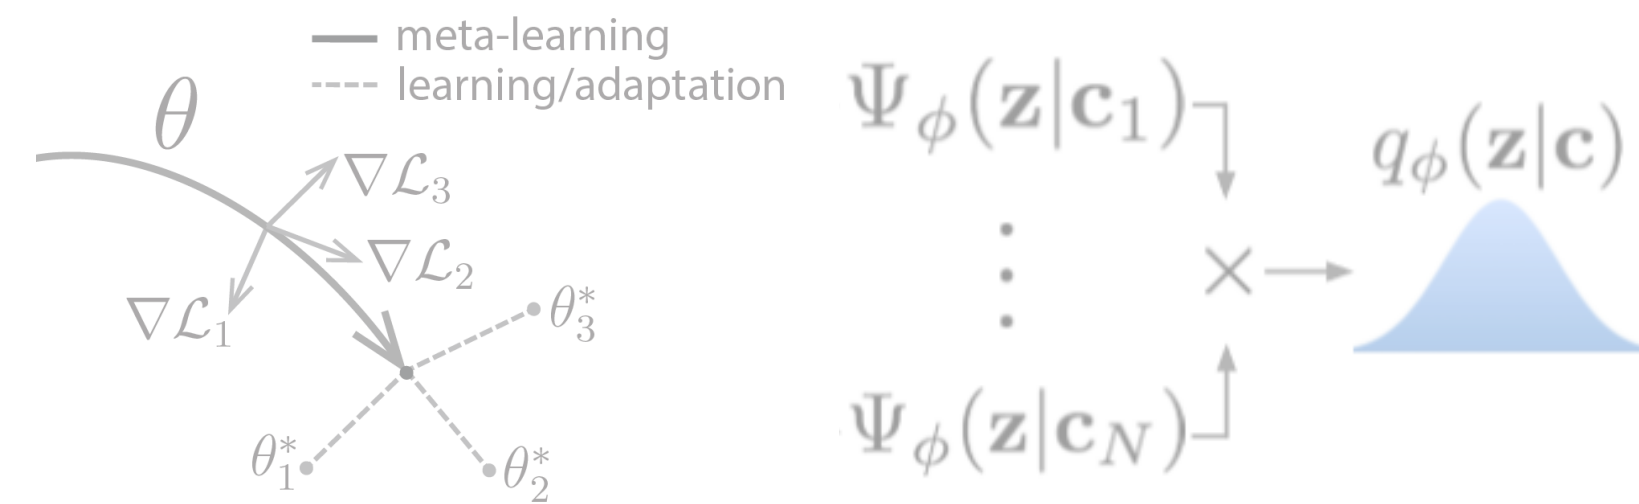 meta-learning
learning/adaptation
θ
∇ℒ₃
∇ℒ₂
∇ℒ₁
θ₃*
θ₁*
θ₂*
Ψ_ϕ(𝐳|𝐜₁)
⋮
×
Ψ_ϕ(𝐳|𝐜_N)
q_ϕ(𝐳|𝐜)